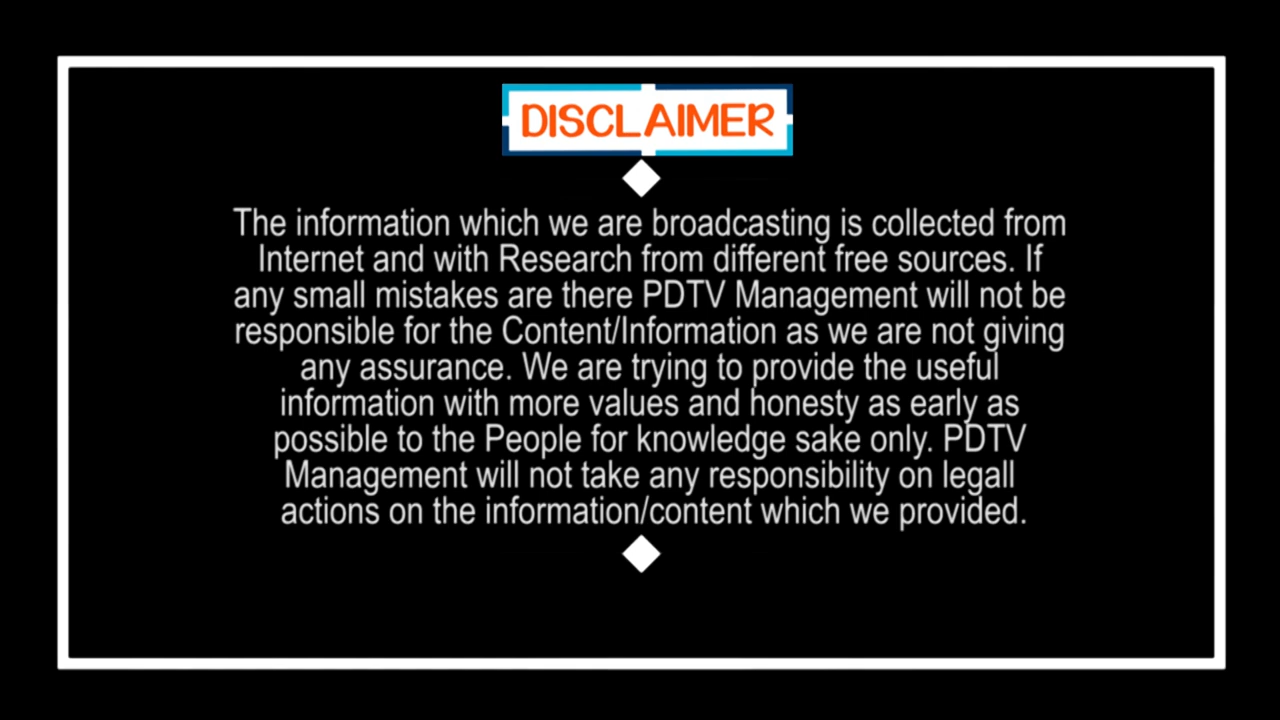 DISCLAIMER
The information which we are broadcasting is collected from
Internet and with Research from different free sources. If
any small mistakes are there PDTV Management will not be
responsible for the Content/Information as we are not giving
any assurance. We are trying to provide the useful
information with more values and honesty as early as
possible to the People for knowledge sake only. PDTV
Management will not take any responsibility on legall
actions on the information/content which we provided.